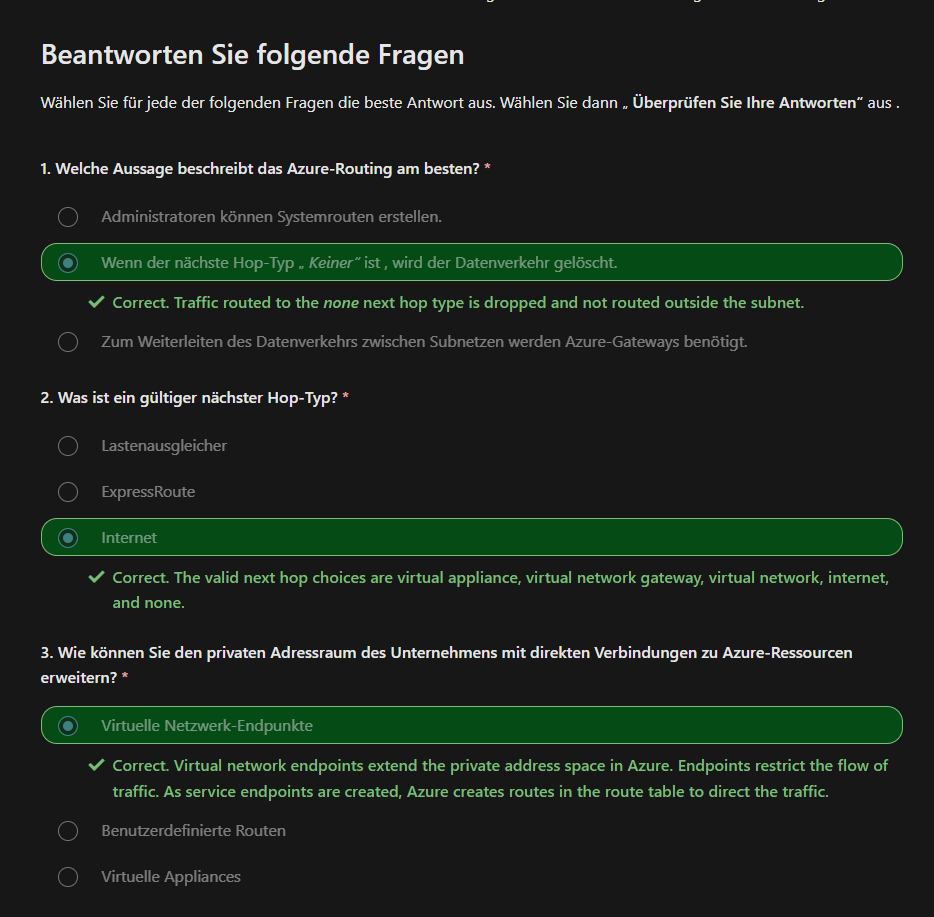 Beantworten Sie folgende Fragen
Wählen Sie für jede der folgenden Fragen die beste Antwort aus. Wählen Sie dann „ Überprüfen Sie Ihre Antworten“ aus .
1. Welche Aussage beschreibt das Azure-Routing am besten? *
Administratoren können Systemrouten erstellen.
Wenn der nächste Hop-Typ „ Keiner“ ist , wird der Datenverkehr gelöscht.
Correct. Traffic routed to the none next hop type is dropped and not routed outside the subnet.
Zum Weiterleiten des Datenverkehrs zwischen Subnetzen werden Azure-Gateways benötigt.
2. Was ist ein gültiger nächster Hop-Typ? *
Lastenausgleicher
ExpressRoute
Internet
Correct. The valid next hop choices are virtual appliance, virtual network gateway, virtual network, internet,
and none.
3. Wie können Sie den privaten Adressraum des Unternehmens mit direkten Verbindungen zu Azure-Ressourcen
erweitern? *
Virtuelle Netzwerk-Endpunkte
Correct. Virtual network endpoints extend the private address space in Azure. Endpoints restrict the flow of
traffic. As service endpoints are created, Azure creates routes in the route table to direct the traffic.
Benutzerdefinierte Routen
Virtuelle Appliances